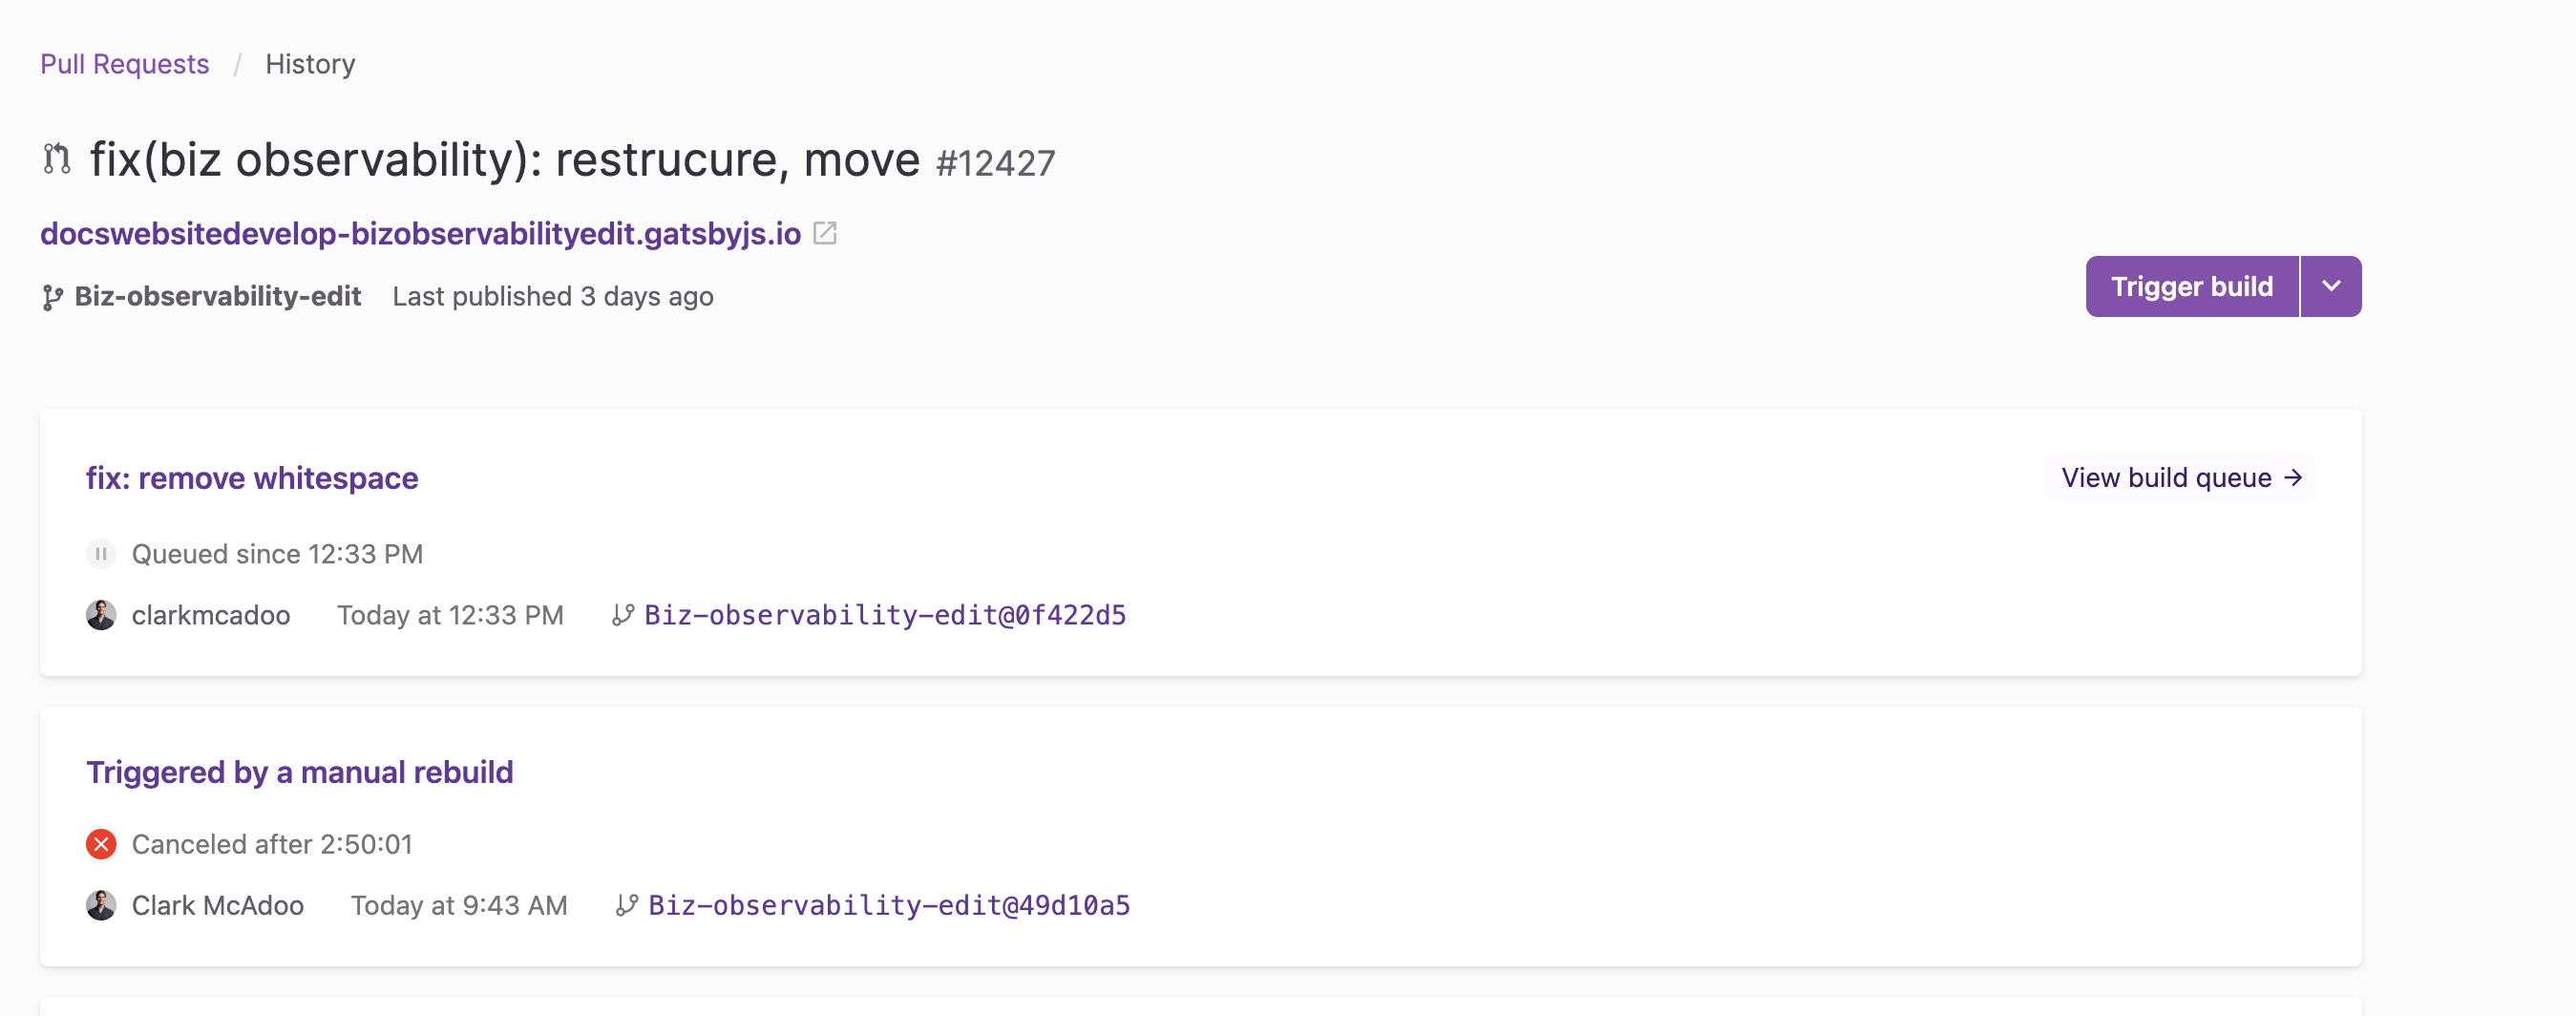 Pull Requests / History
fix(biz observability): restrucure, move #12427
docswebsitedevelop-bizobservabilityedit.gatsbyjs.io
Biz-observability-edit Last published 3 days ago
Trigger build
fix: remove whitespace
View build queue →
Queued since 12:33 PM
clarkmcadoo Today at 12:33 PM Biz-observability-edit@0f422d5
Triggered by a manual rebuild
Canceled after 2:50:01
Clark McAdoo Today at 9:43 AM Biz-observability-edit@49d10a5